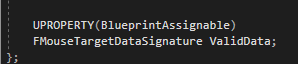 UPROPERTY(BlueprintAssignable)
FMouseTargetDataSignature ValidData;
};